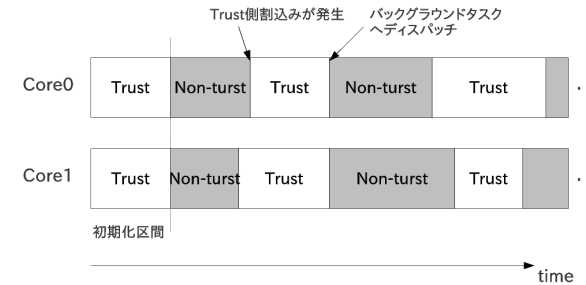 Trust側割込みが発生
バックグラウンドタスク
へディスパッチ
Core0
Trust
Non-turst
Trust
Non-turst
Trust
Core1
Trust
Non-turst
Trust
Non-turst
Trust
初期化区間
time